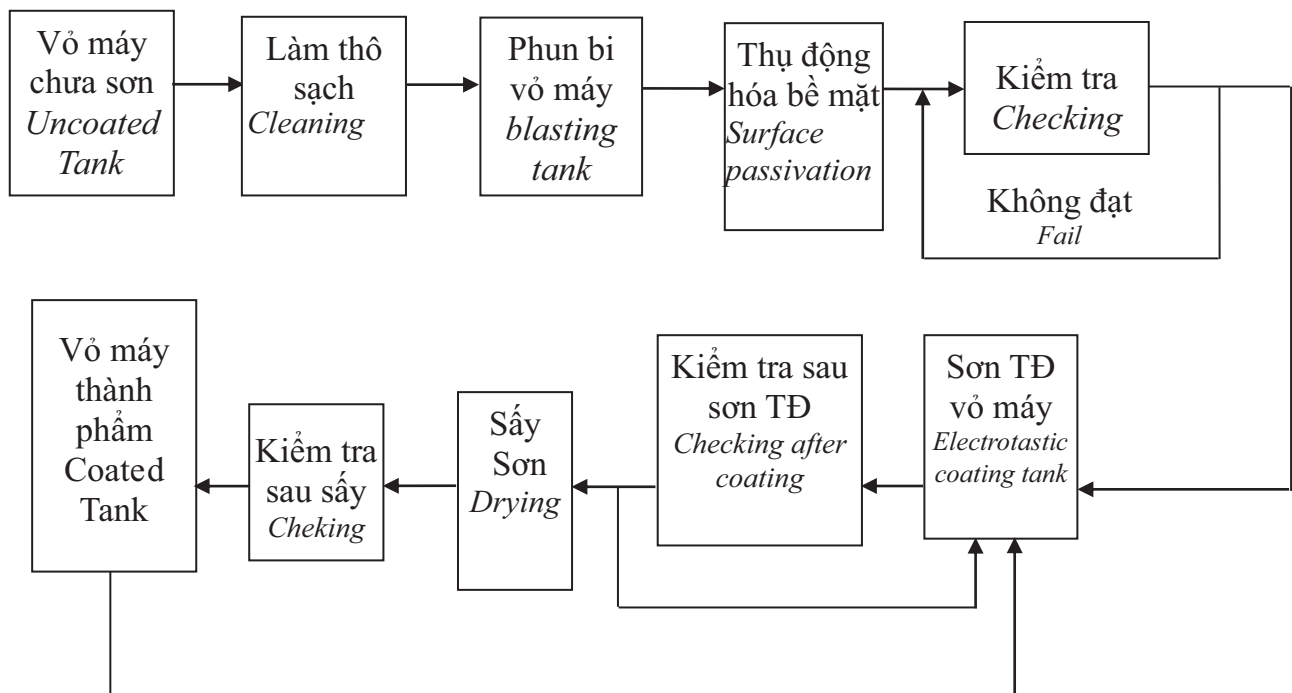 Vỏ máy
chưa sơn
Uncoated
Tank
Làm thô
sạch
Cleaning
Phun bi
vỏ máy
blasting
tank
Thụ động
hóa bề mặt
Surface
passivation
Kiểm tra
Checking
Không đạt
Fail
Vỏ máy
thành
phẩm
Coated
Tank
Kiểm tra
sau sấy
Cheking
Sấy
Sơn
Drying
Kiểm tra sau
sơn TĐ
Checking after
coating
Sơn TĐ
vỏ máy
Electrotastic
coating tank